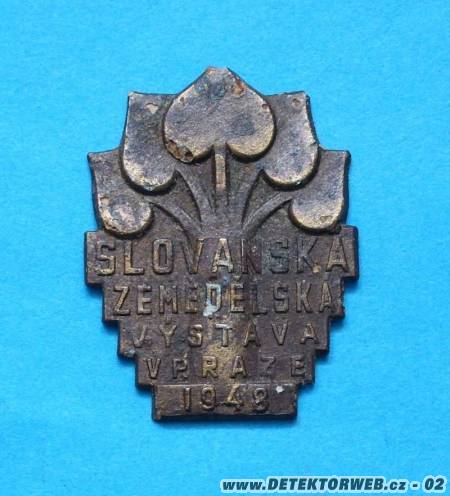 SLOVANSKÁ
ZEMĚDĚLSKÁ
VÝSTAVA
V PRAZE
1948
www.DETEKTORWEB.cz - 02